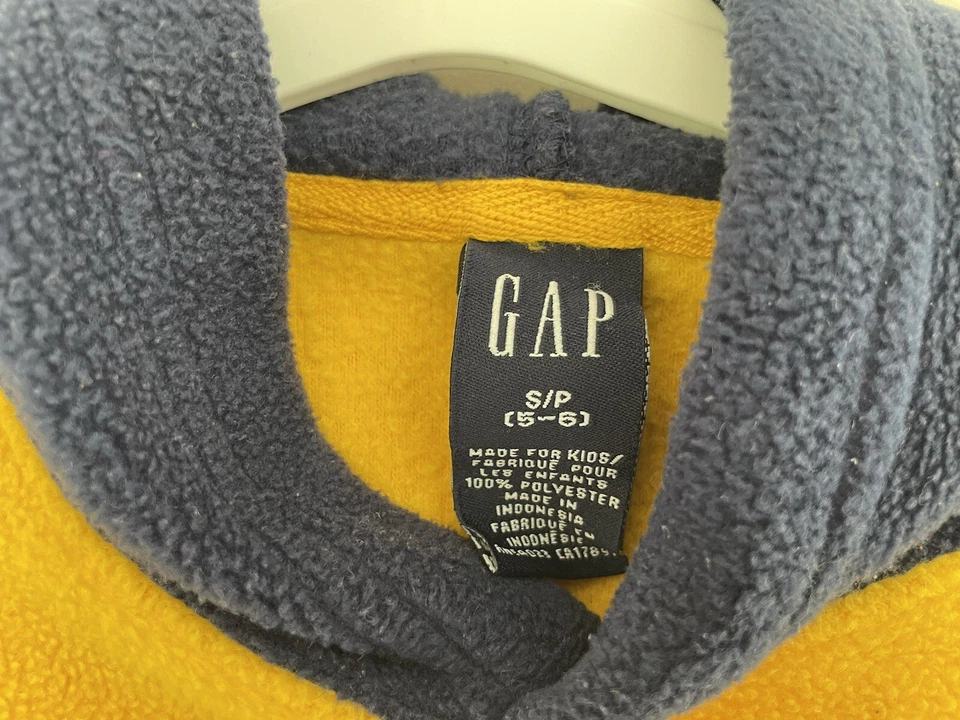 GAP
S/P
(5-6)
MADE FOR KIDS/
FABRIQUÉ POUR
LES ENFANTS
100% POLYESTER
MADE IN
INDONESIA
FABRIQUÉ EN
INDONÉSIE